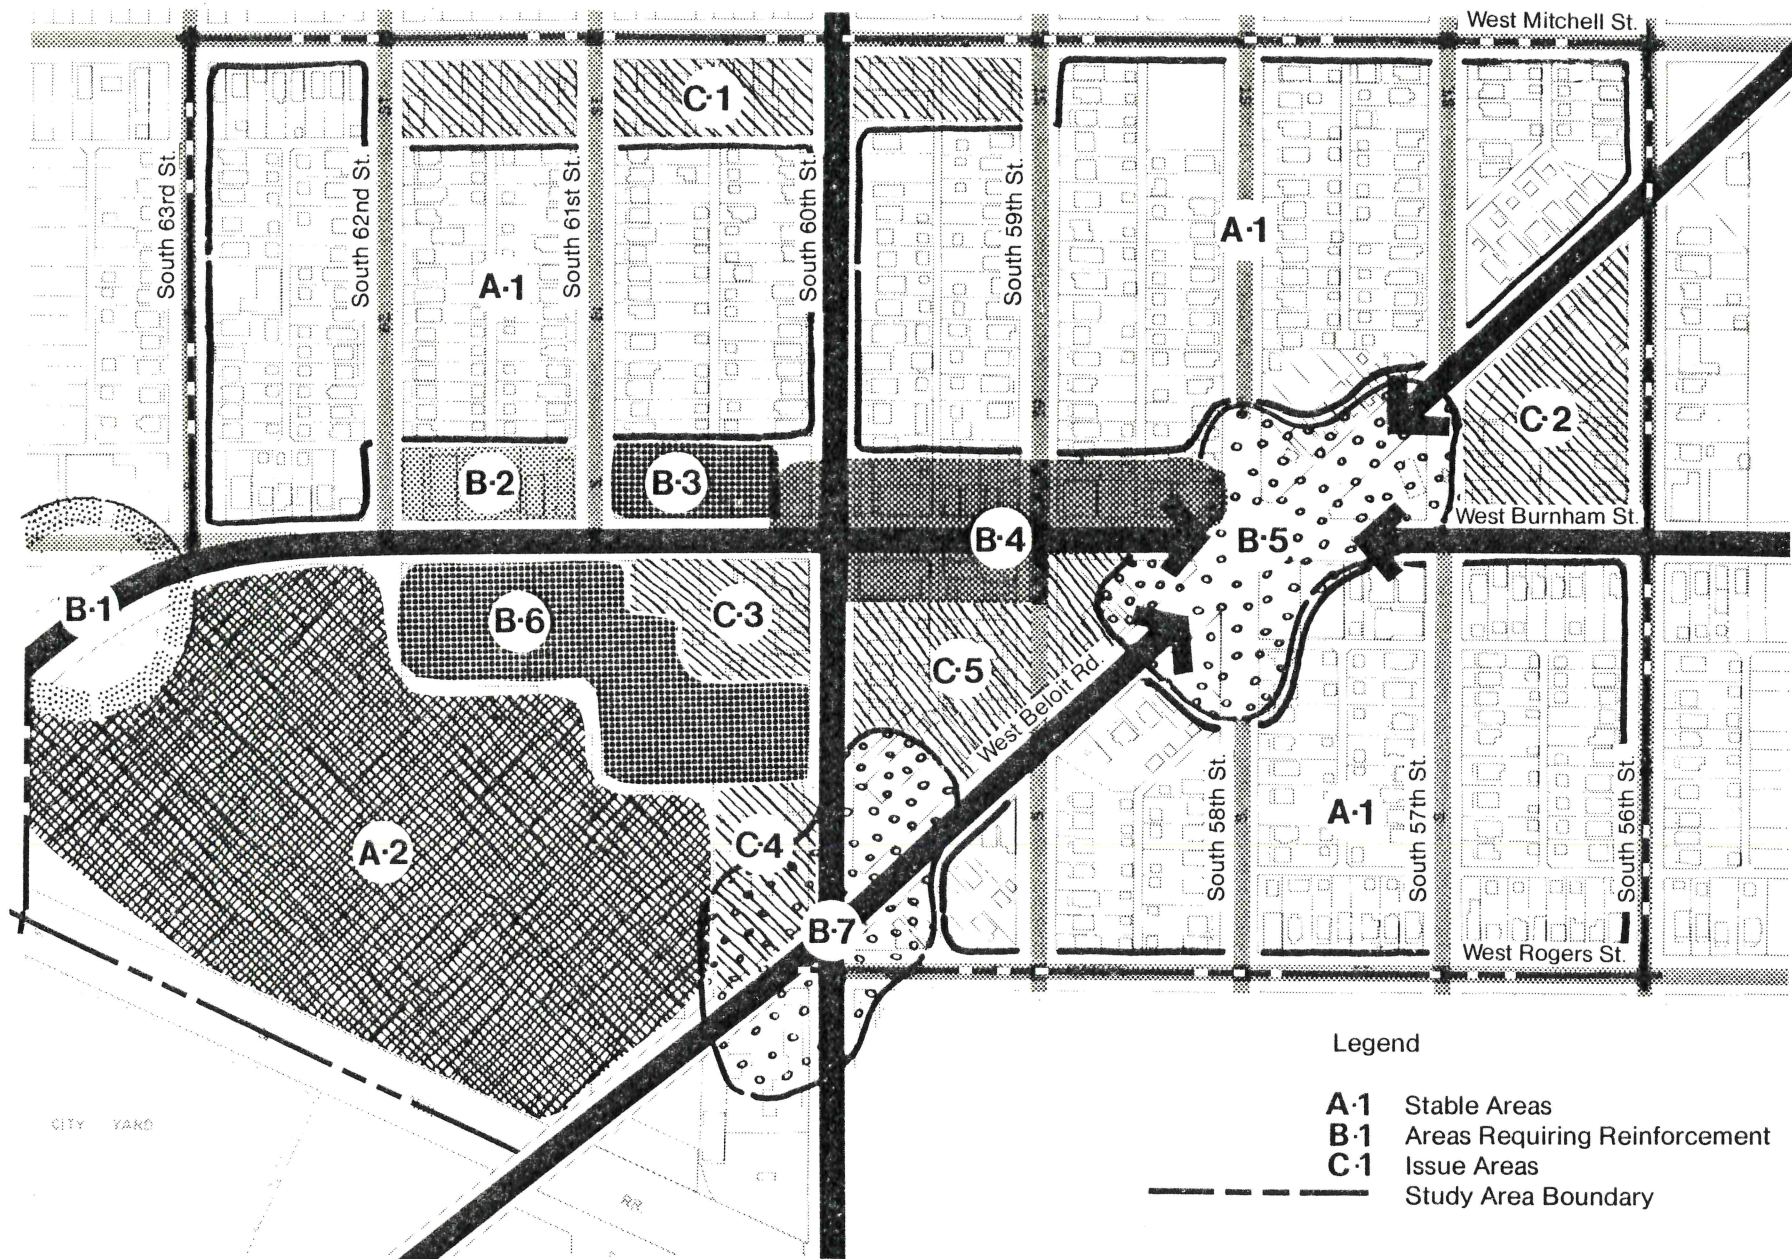 West Mitchell St.
C·1
South 63rd St.
South 62nd St.
South 61st St.
South 60th St.
South 59th St.
A·1
A·1
C·2
B·2
B·3
West Burnham St.
B·4
B·5
B·1
B·6
C·3
C·5
West Beloit Rd.
South 58th St.
South 57th St.
South 56th St.
A·1
C·4
A·2
B·7
West Rogers St.
Legend
A·1 Stable Areas
B·1 Areas Requiring Reinforcement
C·1 Issue Areas
Study Area Boundary
CITY YARD
RR